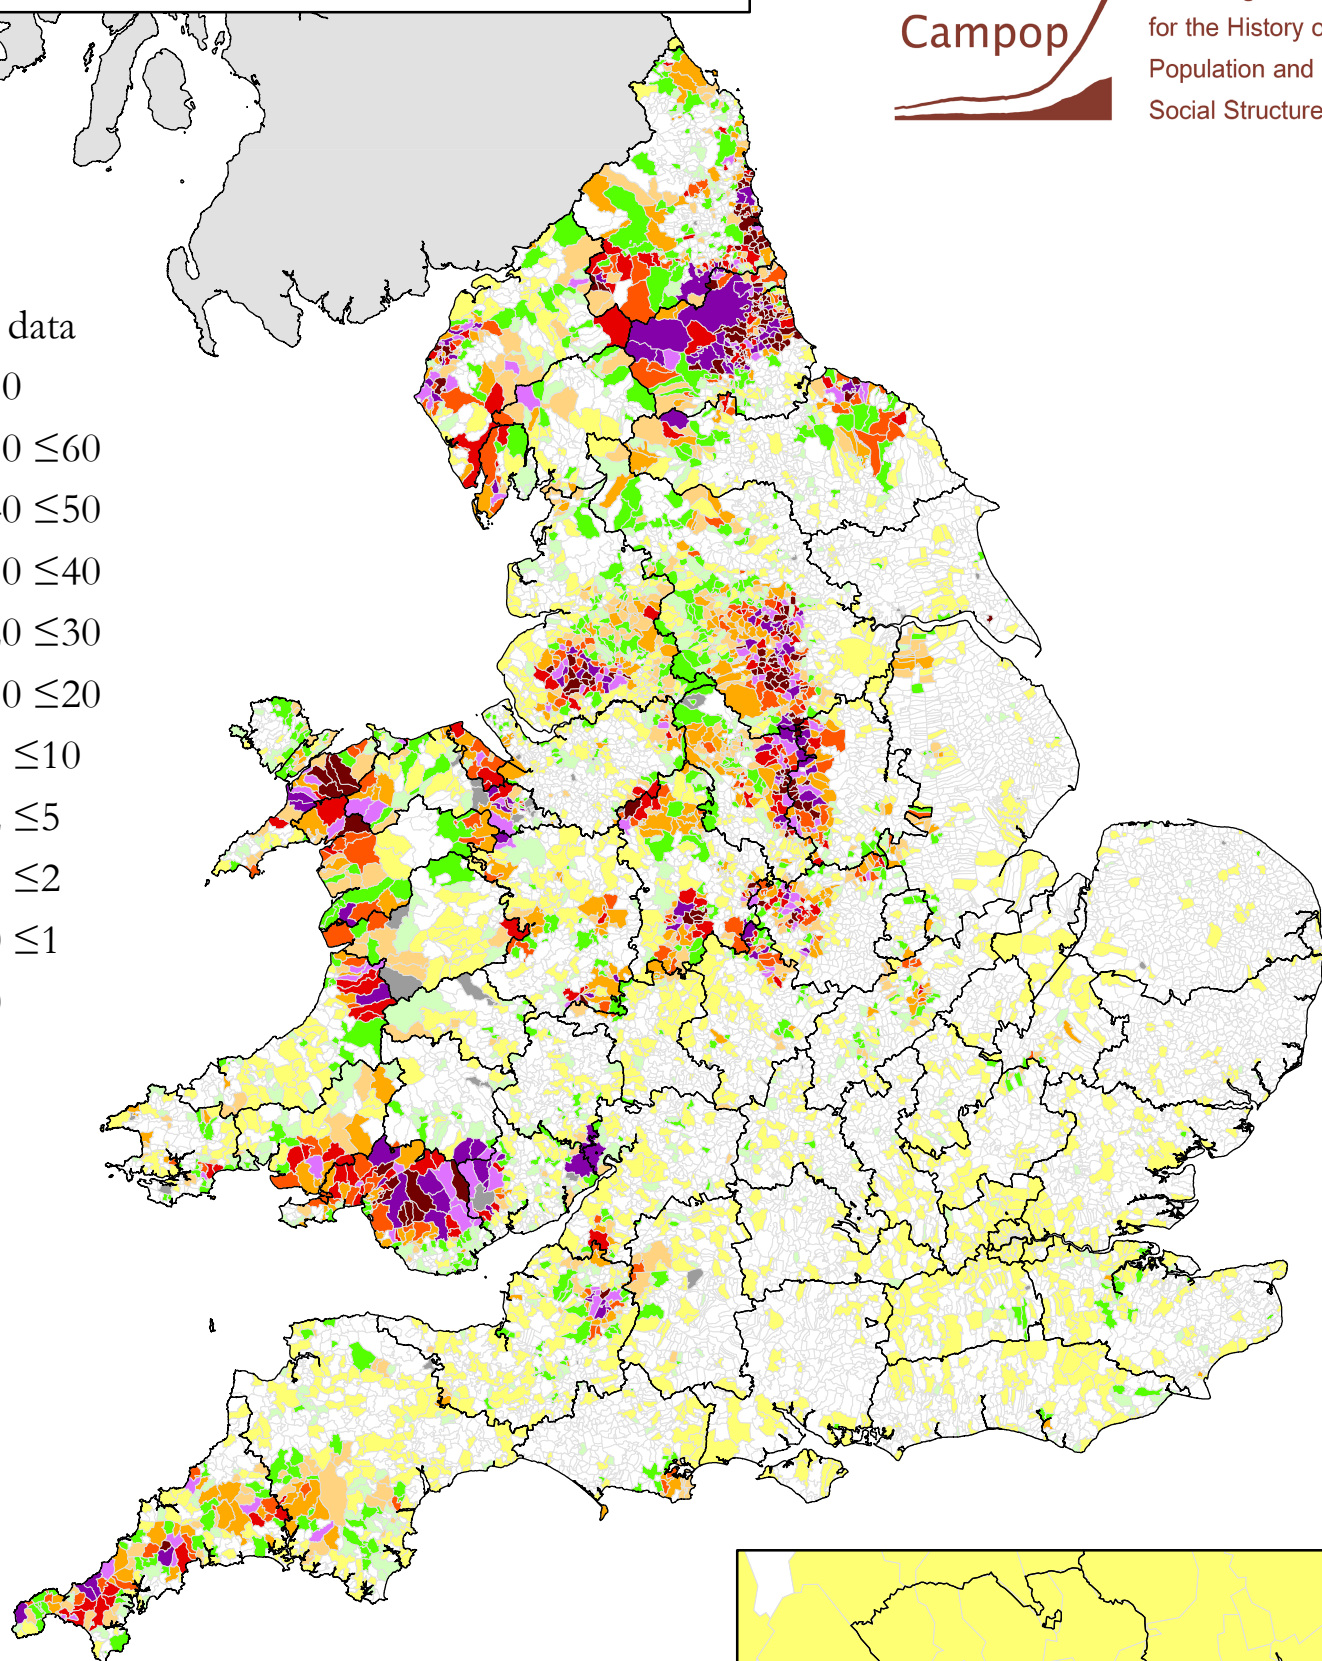 Campop
for the History o
Population and
Social Structure
data
0
0 ≤60
0 ≤50
0 ≤40
0 ≤30
0 ≤20
≤10
≤5
≤2
≤1